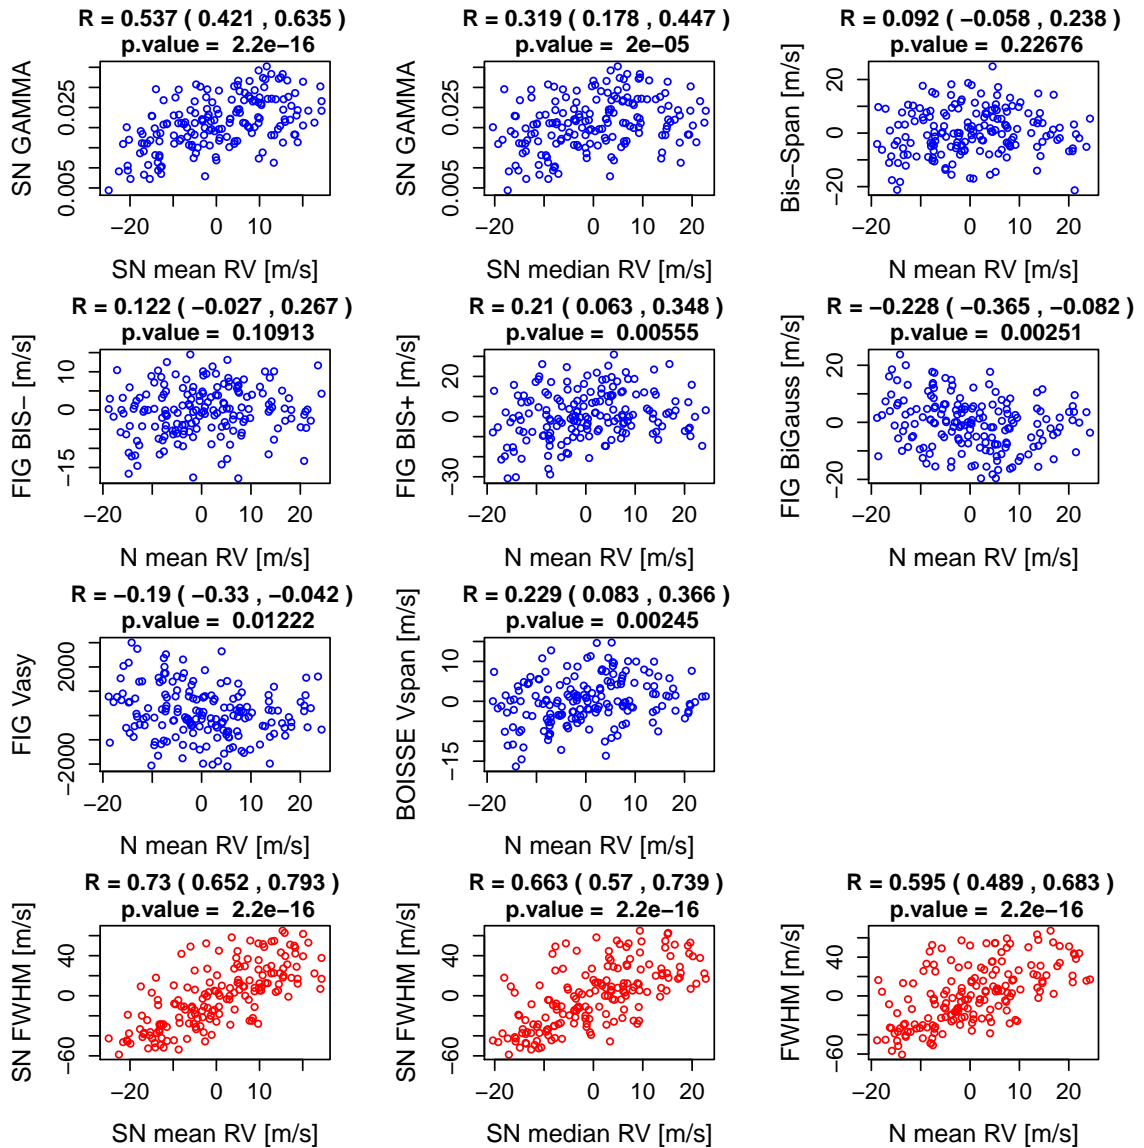 R = 0.537 ( 0.421 , 0.635 )
p.value = 2.2e−16
SN GAMMA
0.005 0.025
−20 0 10
SN mean RV [m/s]
R = 0.319 ( 0.178 , 0.447 )
p.value = 2e−05
SN GAMMA
0.005 0.025
−20 −10 0 10 20
SN median RV [m/s]
R = 0.092 ( −0.058 , 0.238 )
p.value = 0.22676
Bis−Span [m/s]
−20 0 20
−20 −10 0 10 20
N mean RV [m/s]
R = 0.122 ( −0.027 , 0.267 )
p.value = 0.10913
FIG BIS− [m/s]
−15 0 10
−20 0 10 20
N mean RV [m/s]
R = 0.21 ( 0.063 , 0.348 )
p.value = 0.00555
FIG BIS+ [m/s]
−30 0 20
−20 0 10 20
N mean RV [m/s]
R = −0.228 ( −0.365 , −0.082 )
p.value = 0.00251
FIG BiGauss [m/s]
−20 0 20
−20 −10 0 10 20
N mean RV [m/s]
R = −0.19 ( −0.33 , −0.042 )
p.value = 0.01222
FIG Vasy
−2000 2000
−20 0 10 20
N mean RV [m/s]
R = 0.229 ( 0.083 , 0.366 )
p.value = 0.00245
BOISSE Vspan [m/s]
−15 0 10
−20 0 10 20
N mean RV [m/s]
R = 0.73 ( 0.652 , 0.793 )
p.value = 2.2e−16
SN FWHM [m/s]
−60 0 40
−20 0 10
SN mean RV [m/s]
R = 0.663 ( 0.57 , 0.739 )
p.value = 2.2e−16
SN FWHM [m/s]
−60 0 40
−20 −10 0 10 20
SN median RV [m/s]
R = 0.595 ( 0.489 , 0.683 )
p.value = 2.2e−16
FWHM [m/s]
−60 0 40
−20 −10 0 10 20
N mean RV [m/s]